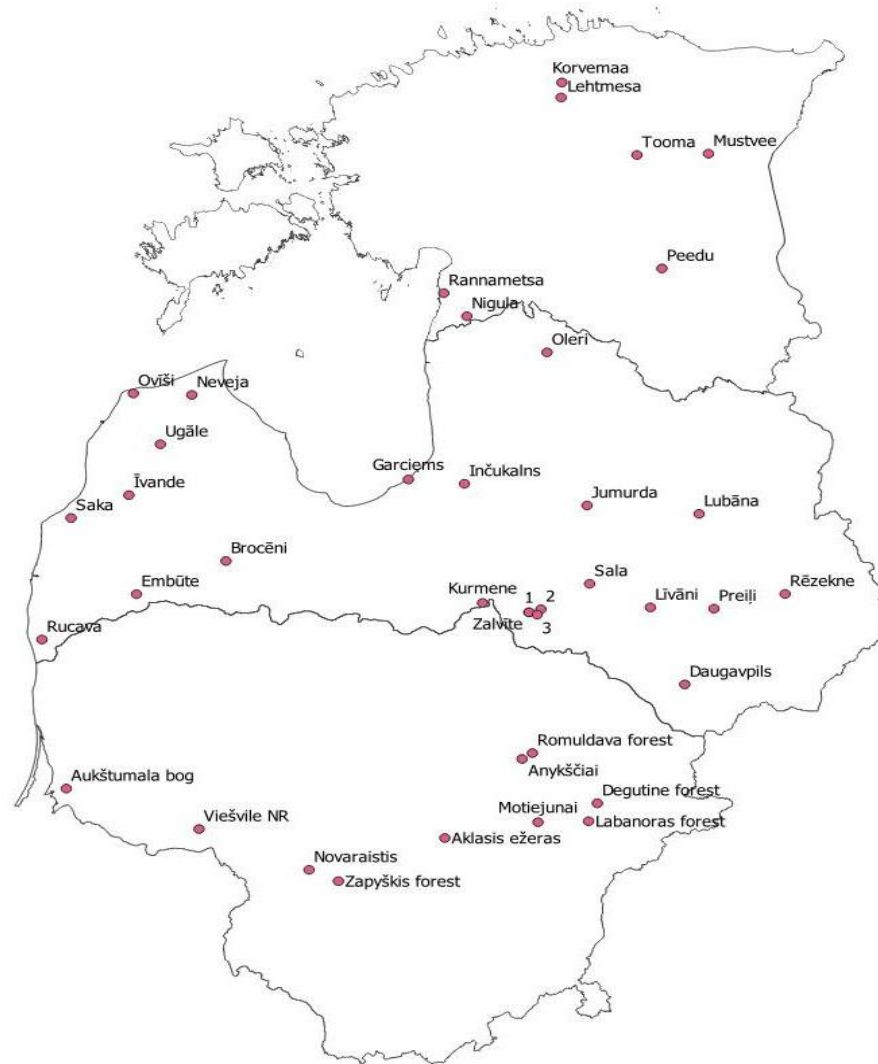 Korvemaa
Lehtmesa
Tooma
Mustvee
Peedu
Rannametsa
Nigula
Oleri
Ovīši
Neveja
Ugāle
Garciems
Inčukalns
Īvande
Jumurda
Lubāna
Saka
Brocēni
Embūte
Sala
Kurmene
1
2
Līvāni
Preiļi
Rēzekne
Zalvīte
3
Rucava
Daugavpils
Romuldava forest
Anykščiai
Aukštumala bog
Degutine forest
Motiejunai
Labanoras forest
Viešvile NR
Aklasis ežeras
Novaraistis
Zapyškis forest